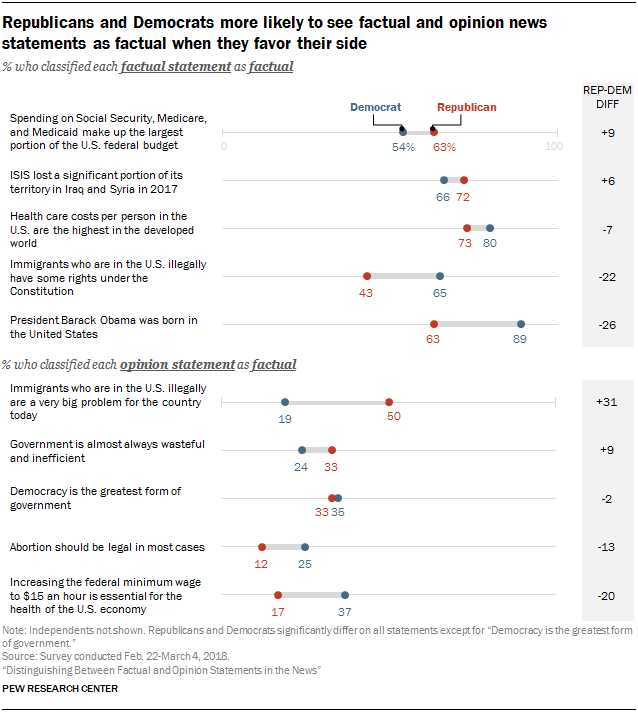 Republicans and Democrats more likely to see factual and opinion news
statements as factual when they favor their side
% who classified each factual statement as factual
REP-DEM
DIFF
Democrat Republican
Spending on Social Security, Medicare,
and Medicaid make up the largest
portion of the U.S. federal budget
0 54% 63% 100
+9
ISIS lost a significant portion of its
territory in Iraq and Syria in 2017
66 72
+6
Health care costs per person in the
U.S. are the highest in the developed
world
73 80
-7
Immigrants who are in the U.S. illegally
have some rights under the
Constitution
43 65
-22
President Barack Obama was born in
the United States
63 89
-26
% who classified each opinion statement as factual
Immigrants who are in the U.S. illegally
are a very big problem for the country
today
19 50
+31
Government is almost always wasteful
and inefficient
24 33
+9
Democracy is the greatest form of
government
33 35
-2
Abortion should be legal in most cases
12 25
-13
Increasing the federal minimum wage
to $15 an hour is essential for the
health of the U.S. economy
17 37
-20
Note: Independents not shown. Republicans and Democrats significantly differ on all statements except for “Democracy is the greatest form
of government.”
Source: Survey conducted Feb. 22-March 4, 2018.
“Distinguishing Between Factual and Opinion Statements in the News”
PEW RESEARCH CENTER